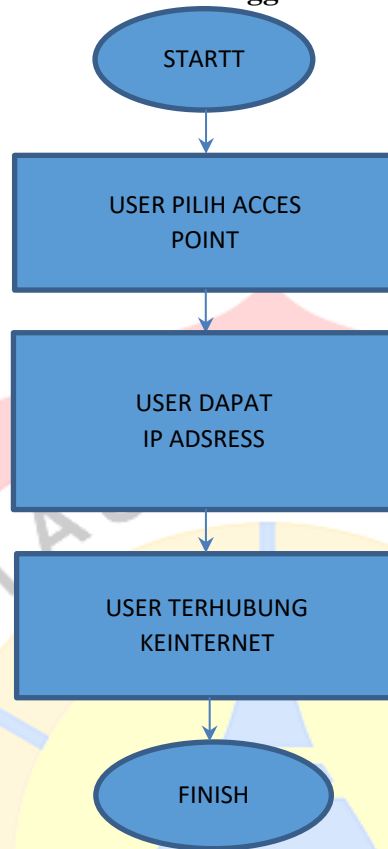 STARTT
USER PILIH ACCES
POINT
USER DAPAT
IP ADSRESS
USER TERHUBUNG
KEINTERNET
FINISH